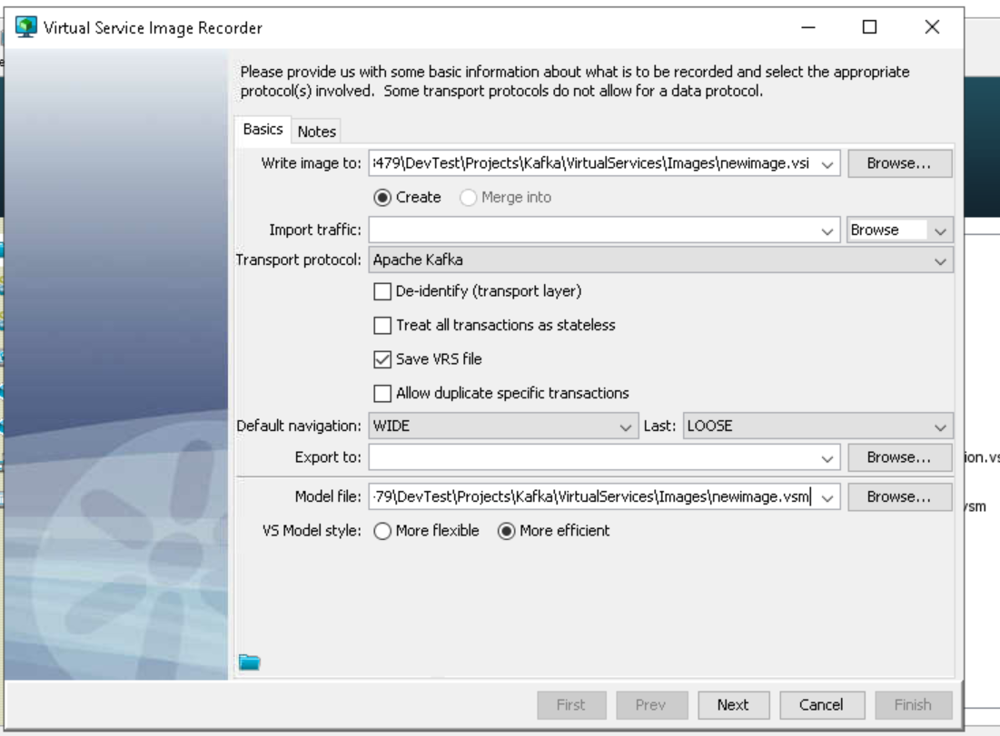 Virtual Service Image Recorder
Please provide us with some basic information about what is to be recorded and select the appropriate
protocol(s) involved. Some transport protocols do not allow for a data protocol.
Basics Notes
Write image to: 479\DevTest\Projects\Kafka\VirtualServices\Images\newimage.vsi Browse...
Create Merge into
Import traffic: Browse
Transport protocol: Apache Kafka
De-identify (transport layer)
Treat all transactions as stateless
Save VRS file
Allow duplicate specific transactions
Default navigation: WIDE Last: LOOSE
Export to: Browse...
ion.vs
Model file: 79\DevTest\Projects\Kafka\VirtualServices\Images\newimage.vsm Browse...
vsm
VS Model style: More flexible More efficient
First Prev Next Cancel Finish